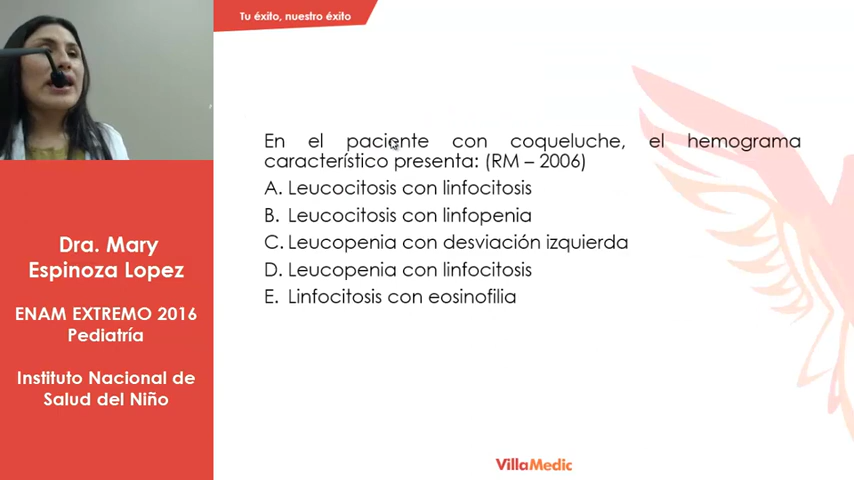 Tu éxito, nuestro éxito
En el paciente con coqueluche, el hemograma
característico presenta: (RM – 2006)
A. Leucocitosis con linfocitosis
B. Leucocitosis con linfopenia
C. Leucopenia con desviación izquierda
D. Leucopenia con linfocitosis
E. Linfocitosis con eosinofilia
Dra. Mary
Espinoza Lopez
ENAM EXTREMO 2016
Pediatría
Instituto Nacional de
Salud del Niño
VillaMedic